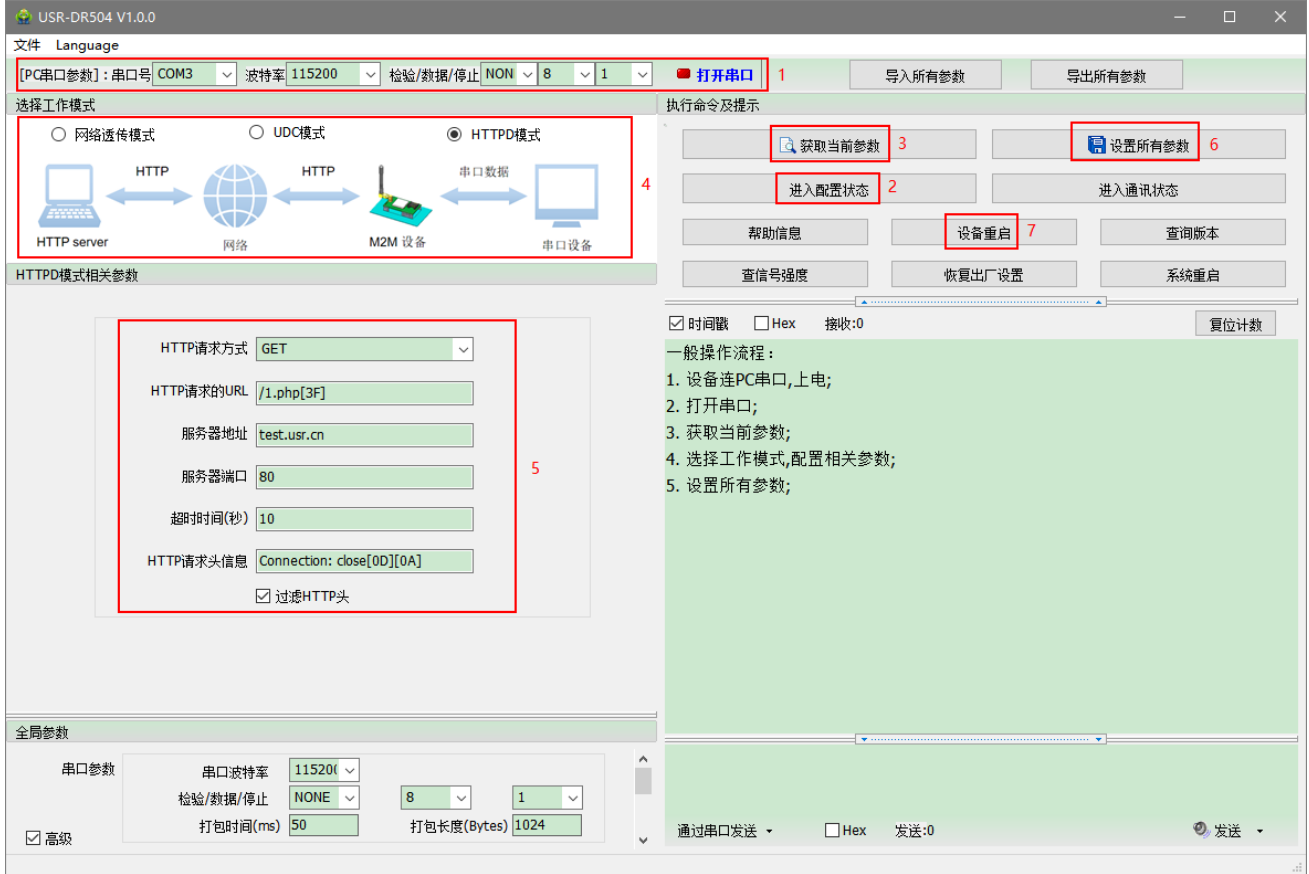 USR-DR504 V1.0.0
文件 Language
[PC串口参数]:串口号 COM3 波特率 115200 检验/数据/停止 NON 8 1 打开串口 1 导入所有参数 导出所有参数
选择工作模式
网络透传模式 UDC模式 HTTPD模式
HTTP HTTP 串口数据
4
HTTP server 网络 M2M 设备 串口设备
HTTPD模式相关参数
HTTP请求方式 GET
HTTP请求的URL /1.php[3F]
服务器地址 test.usr.cn
服务器端口 80
5
超时时间(秒) 10
HTTP请求头信息 Connection: close[0D][0A]
过滤HTTP头
全局参数
串口参数 串口波特率 11520(
检验/数据/停止 NONE 8 1
打包时间(ms) 50 打包长度(Bytes) 1024
高级
执行命令及提示
获取当前参数 3 设置所有参数 6
进入配置状态 2 进入通讯状态
帮助信息 设备重启 7 查询版本
查信号强度 恢复出厂设置 系统重启
时间戳 Hex 接收:0 复位计数
一般操作流程：
1. 设备连PC串口,上电;
2. 打开串口;
3. 获取当前参数;
4. 选择工作模式,配置相关参数;
5. 设置所有参数;
通过串口发送 Hex 发送:0 发送